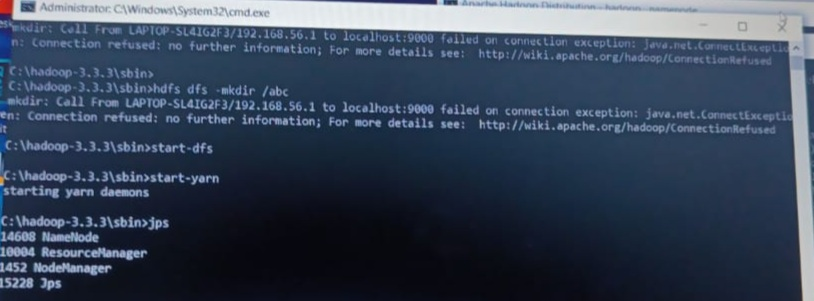 Administrator: C:\Windows\System32\cmd.exe
Apache Hadoop Distribution - hadoop namenode
mkdir: Call From LAPTOP-SL4IG2F3/192.168.56.1 to localhost:9000 failed on connection exception: java.net.ConnectExceptio
n: Connection refused: no further information; For more details see:  http://wiki.apache.org/hadoop/ConnectionRefused
C:\hadoop-3.3.3\sbin>
C:\hadoop-3.3.3\sbin>hdfs dfs -mkdir /abc
mkdir: Call From LAPTOP-SL4IG2F3/192.168.56.1 to localhost:9000 failed on connection exception: java.net.ConnectExceptio
n: Connection refused: no further information; For more details see:  http://wiki.apache.org/hadoop/ConnectionRefused
C:\hadoop-3.3.3\sbin>start-dfs
C:\hadoop-3.3.3\sbin>start-yarn
starting yarn daemons
C:\hadoop-3.3.3\sbin>jps
14608 NameNode
10004 ResourceManager
1452 NodeManager
15228 Jps